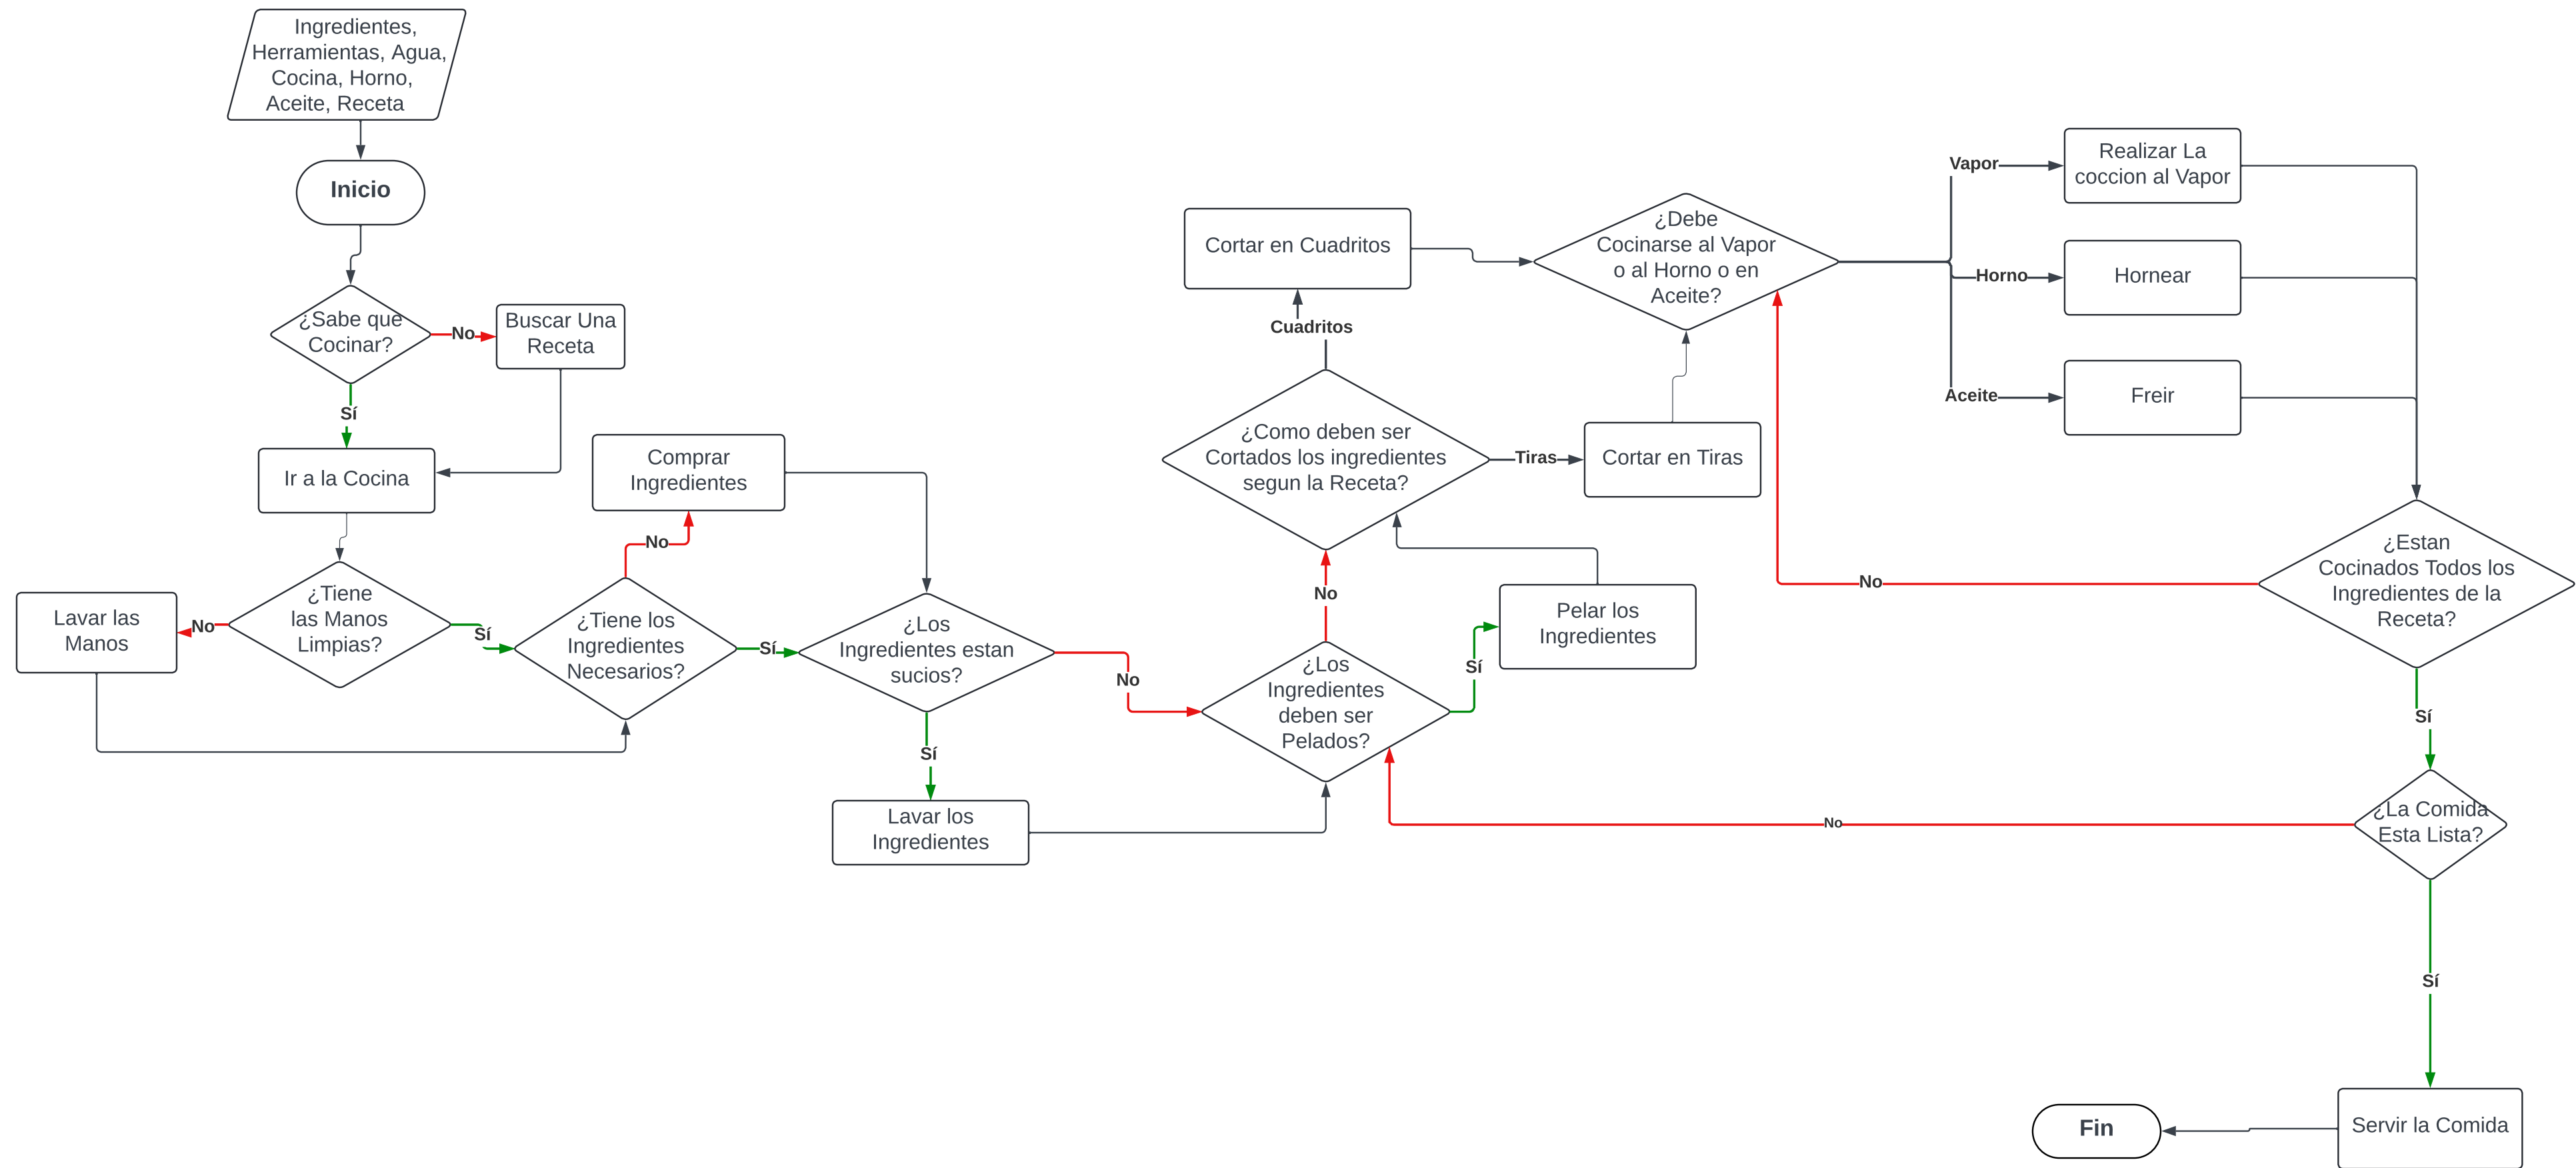 Ingredientes,
Herramientas, Agua,
Cocina, Horno,
Aceite, Receta
Inicio
¿Sabe que
Cocinar?
No
Buscar Una
Receta
Sí
Ir a la Cocina
¿Tiene
las Manos
Limpias?
No
Lavar las
Manos
Sí
¿Tiene los
Ingredientes
Necesarios?
No
Comprar
Ingredientes
Sí
¿Los
Ingredientes estan
sucios?
Sí
Lavar los
Ingredientes
No
¿Los
Ingredientes
deben ser
Pelados?
Sí
Pelar los
Ingredientes
No
¿Como deben ser
Cortados los ingredientes
segun la Receta?
Cuadritos
Cortar en Cuadritos
Tiras
Cortar en Tiras
¿Debe
Cocinarse al Vapor
o al Horno o en
Aceite?
Vapor
Realizar La
coccion al Vapor
Horno
Hornear
Aceite
Freir
¿Estan
Cocinados Todos los
Ingredientes de la
Receta?
No
Sí
¿La Comida
Esta Lista?
No
Sí
Servir la Comida
Fin